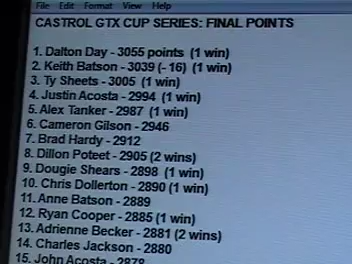 File Edit Format View Help
CASTROL GTX CUP SERIES: FINAL POINTS
1. Dalton Day - 3055 points (1 win)
2. Keith Batson - 3039 (- 16) (1 win)
3. Ty Sheets - 3005 (1 win)
4. Justin Acosta - 2994 (1 win)
5. Alex Tanker - 2987 (1 win)
6. Cameron Gilson - 2946
7. Brad Hardy - 2912
8. Dillon Poteet - 2905 (2 wins)
9. Dougie Shears - 2898 (1 win)
10. Chris Dollerton - 2890 (1 win)
11. Anne Batson - 2889
12. Ryan Cooper - 2885 (1 win)
13. Adrienne Becker - 2881 (2 wins)
14. Charles Jackson - 2880
15. John Acosta - 2878